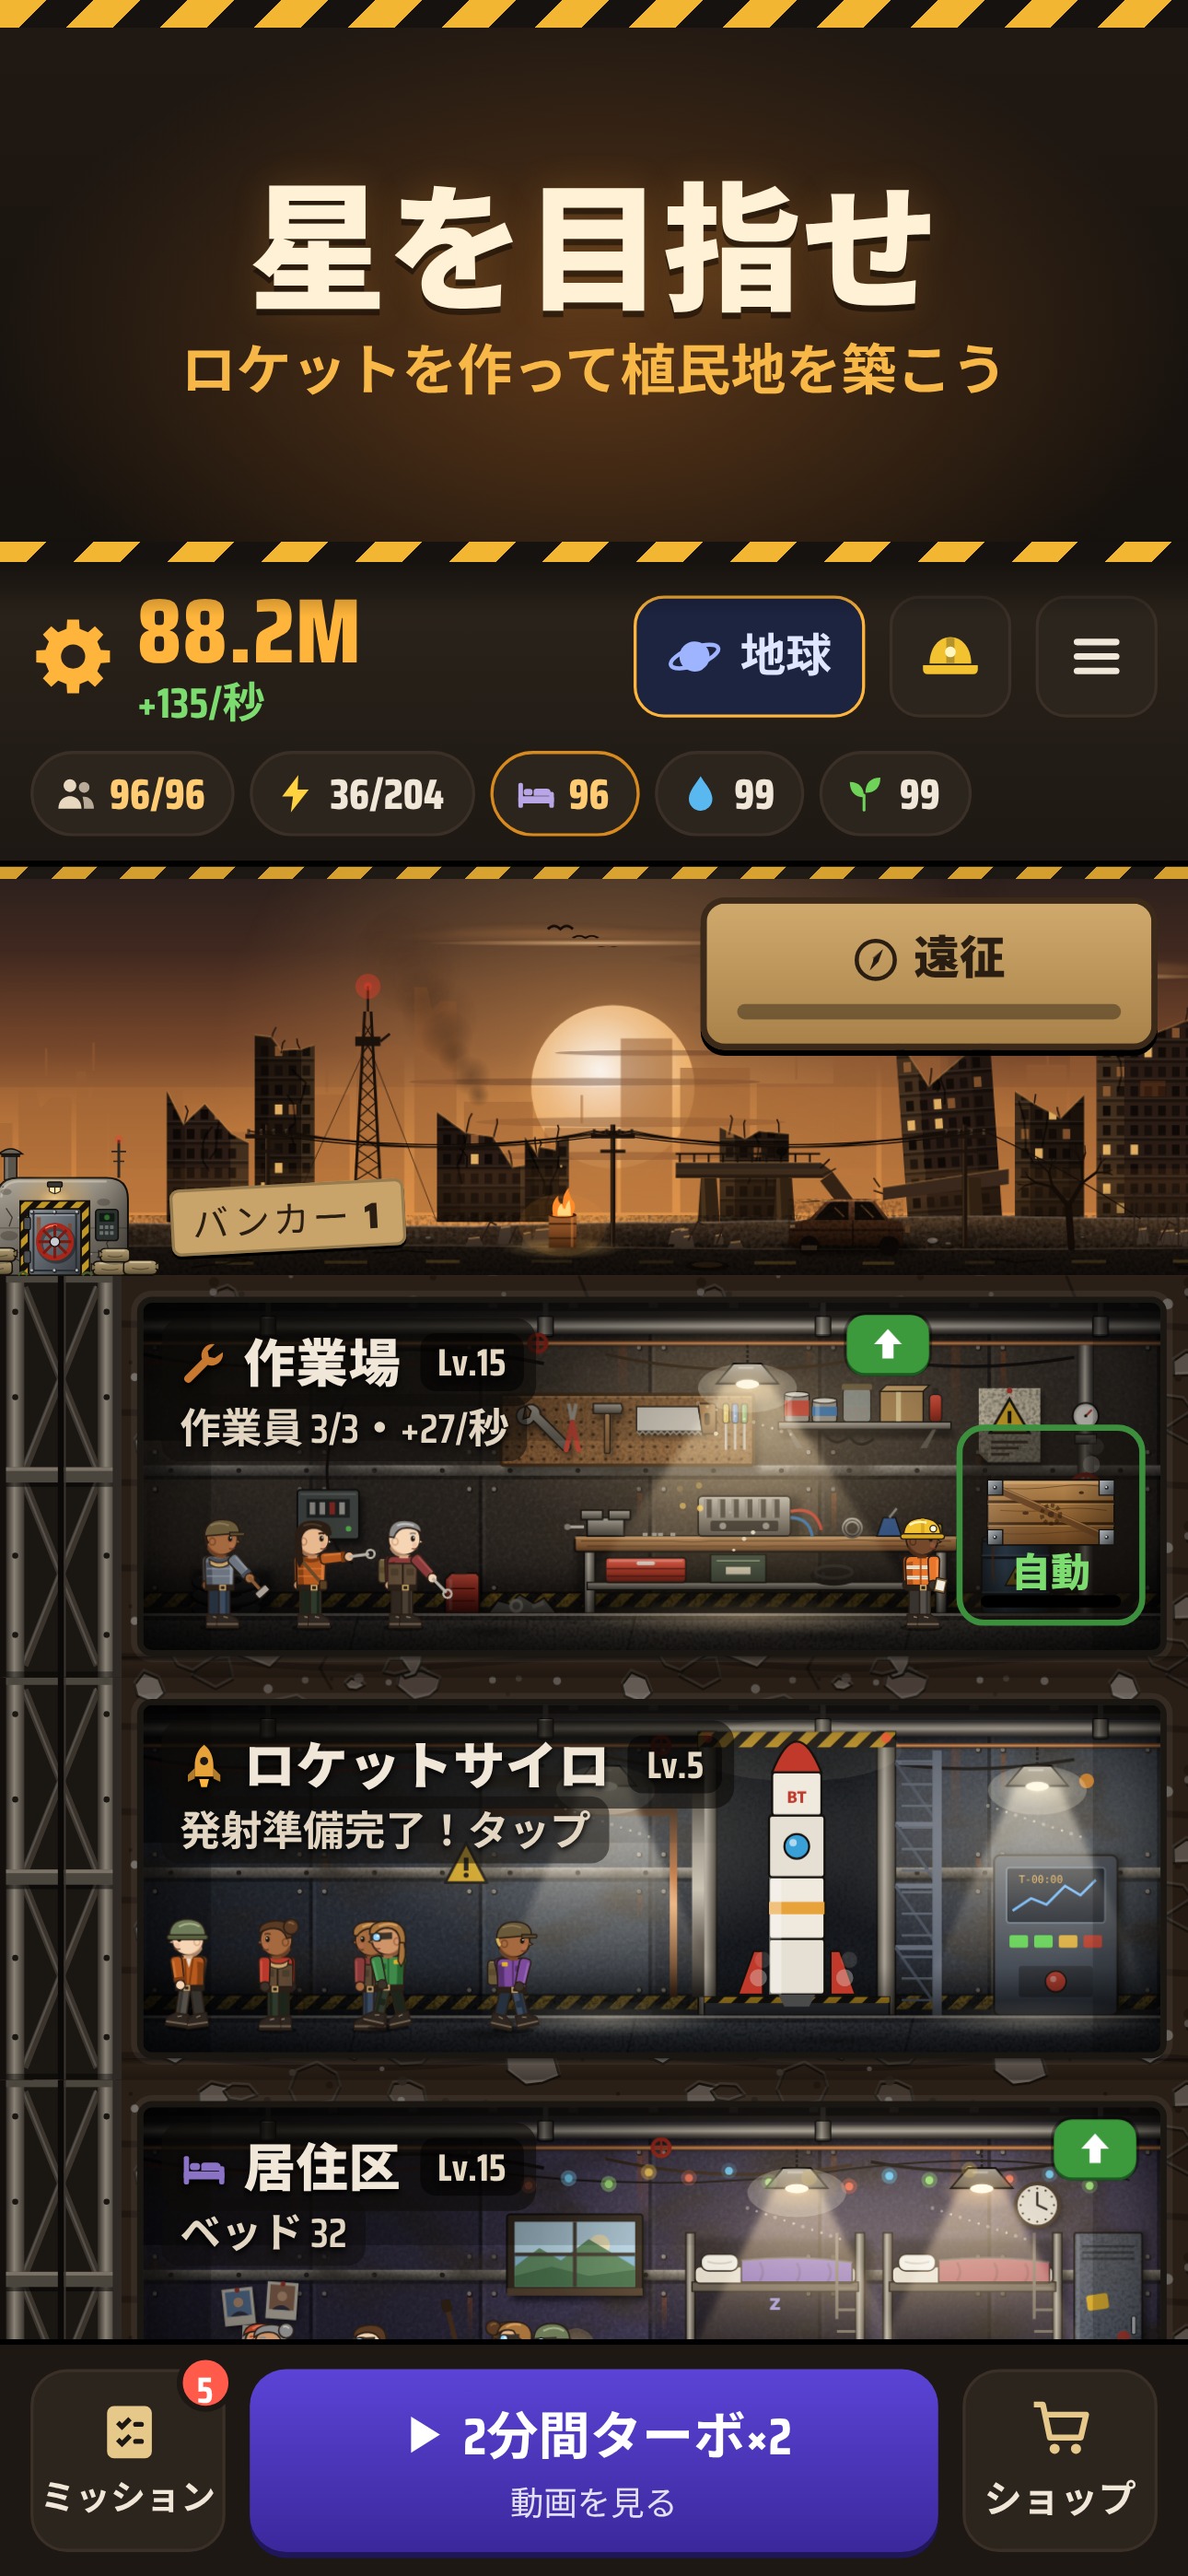 星を目指せ
ロケットを作って植民地を築こう
88.2M
+135/秒
地球
96/96
36/204
96
99
99
遠征
バンカー 1
作業場 Lv.15
作業員 3/3・+27/秒
自動
ロケットサイロ Lv.5
発射準備完了！タップ
BT
T-00:00
居住区 Lv.15
ベッド 32
z
5
ミッション
2分間ターボ×2
動画を見る
ショップ